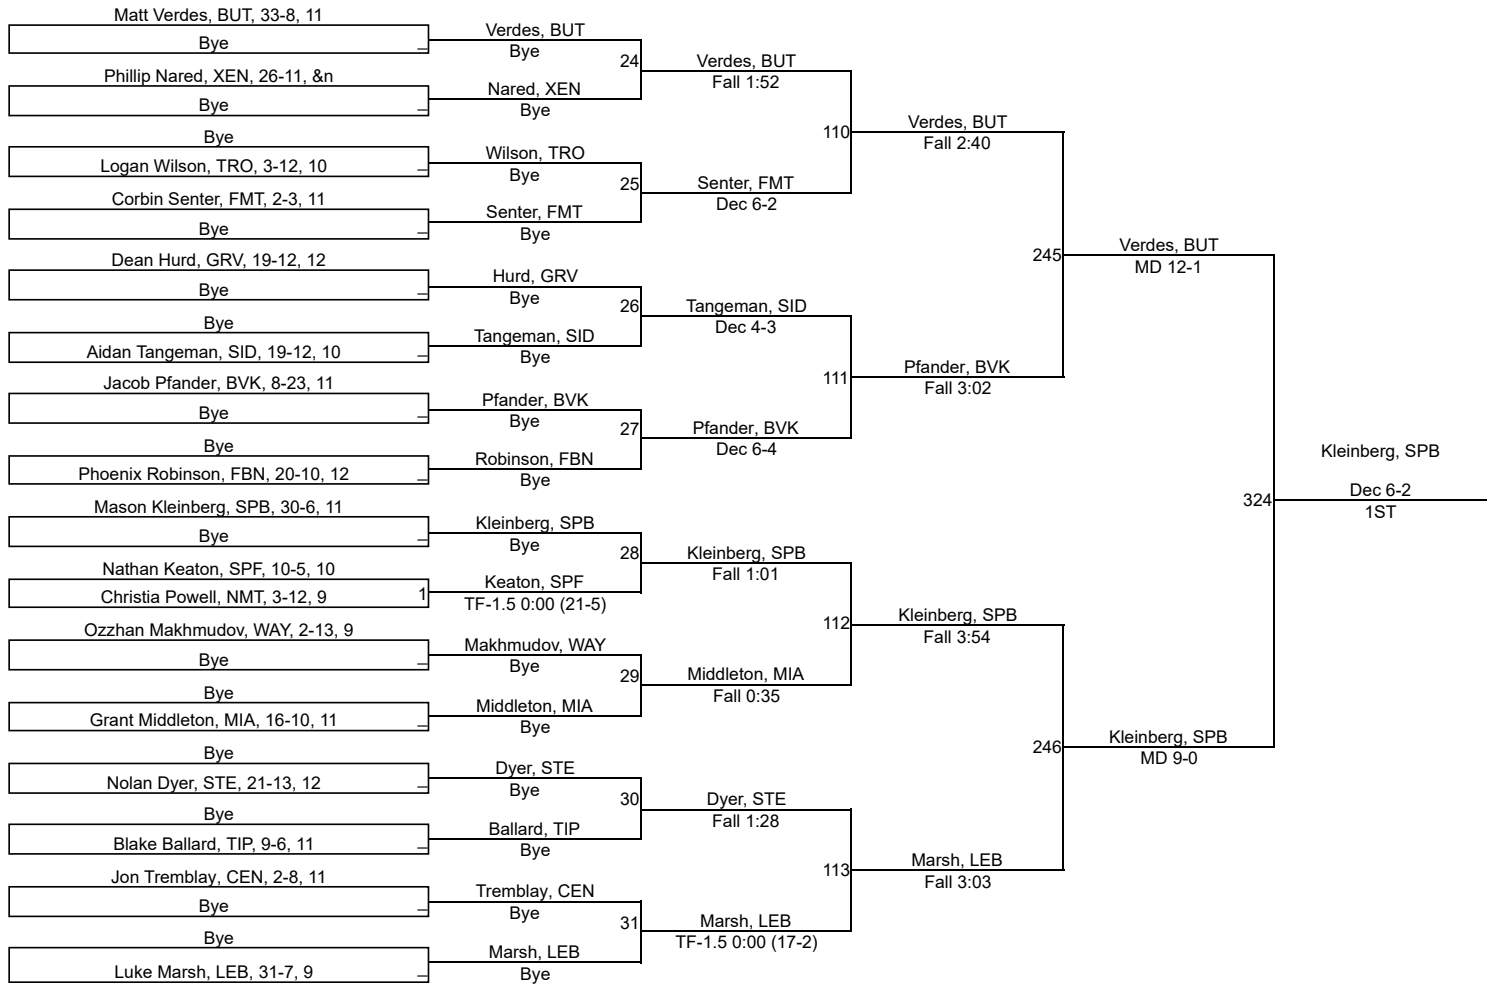 Matt Verdes, BUT, 33-8, 11
Bye
_
Phillip Nared, XEN, 26-11, &n
Bye
_
Bye
Logan Wilson, TRO, 3-12, 10
_
Corbin Senter, FMT, 2-3, 11
Bye
_
Dean Hurd, GRV, 19-12, 12
Bye
_
Bye
Aidan Tangeman, SID, 19-12, 10
_
Jacob Pfander, BVK, 8-23, 11
Bye
_
Bye
Phoenix Robinson, FBN, 20-10, 12
_
Mason Kleinberg, SPB, 30-6, 11
Bye
_
Nathan Keaton, SPF, 10-5, 10
Christia Powell, NMT, 3-12, 9
1
Ozzhan Makhmudov, WAY, 2-13, 9
Bye
_
Bye
Grant Middleton, MIA, 16-10, 11
_
Bye
Nolan Dyer, STE, 21-13, 12
_
Bye
Blake Ballard, TIP, 9-6, 11
_
Jon Tremblay, CEN, 2-8, 11
Bye
_
Bye
Luke Marsh, LEB, 31-7, 9
_
Verdes, BUT
Bye
24
Nared, XEN
Bye
Wilson, TRO
Bye
25
Senter, FMT
Bye
Hurd, GRV
Bye
26
Tangeman, SID
Bye
Pfander, BVK
Bye
27
Robinson, FBN
Bye
Kleinberg, SPB
Bye
28
Keaton, SPF
TF-1.5 0:00 (21-5)
Makhmudov, WAY
Bye
29
Middleton, MIA
Bye
Dyer, STE
Bye
30
Ballard, TIP
Bye
Tremblay, CEN
Bye
31
Marsh, LEB
Bye
Verdes, BUT
Fall 1:52
110
Senter, FMT
Dec 6-2
Tangeman, SID
Dec 4-3
111
Pfander, BVK
Dec 6-4
Kleinberg, SPB
Fall 1:01
112
Middleton, MIA
Fall 0:35
Dyer, STE
Fall 1:28
113
Marsh, LEB
TF-1.5 0:00 (17-2)
Verdes, BUT
Fall 2:40
245
Pfander, BVK
Fall 3:02
Kleinberg, SPB
Fall 3:54
246
Marsh, LEB
Fall 3:03
Verdes, BUT
MD 12-1
324
Kleinberg, SPB
MD 9-0
Kleinberg, SPB
Dec 6-2
1ST